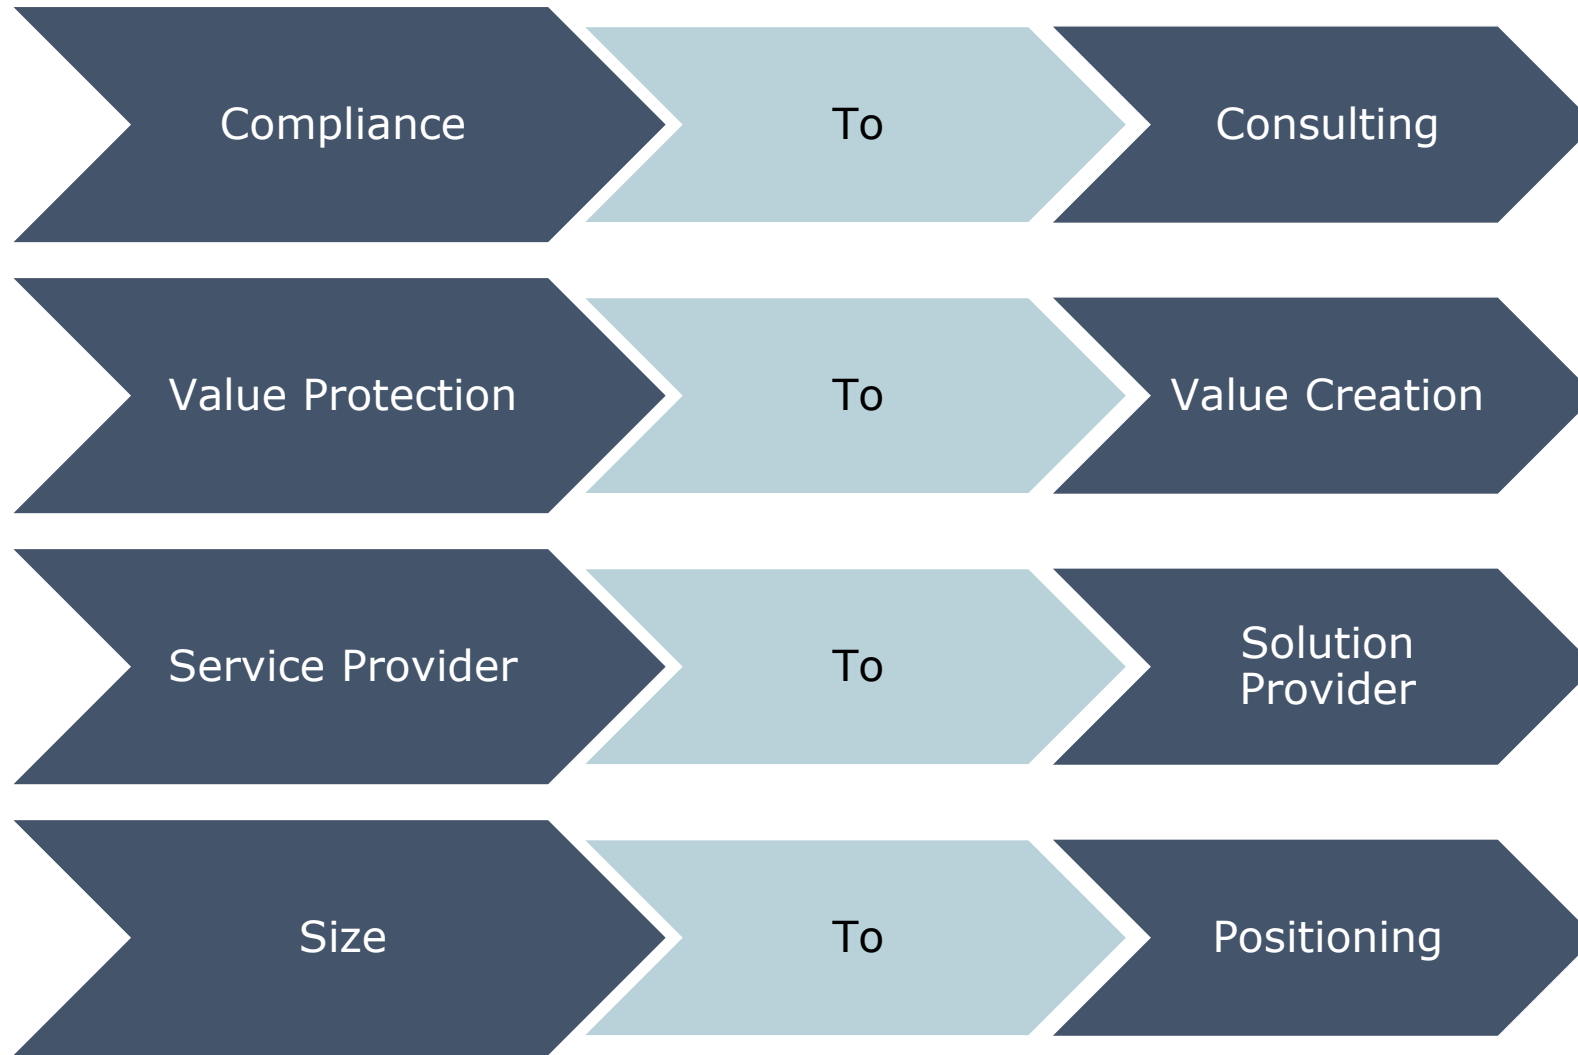 Compliance To Consulting
Value Protection To Value Creation
Service Provider To Solution
Provider
Size To Positioning